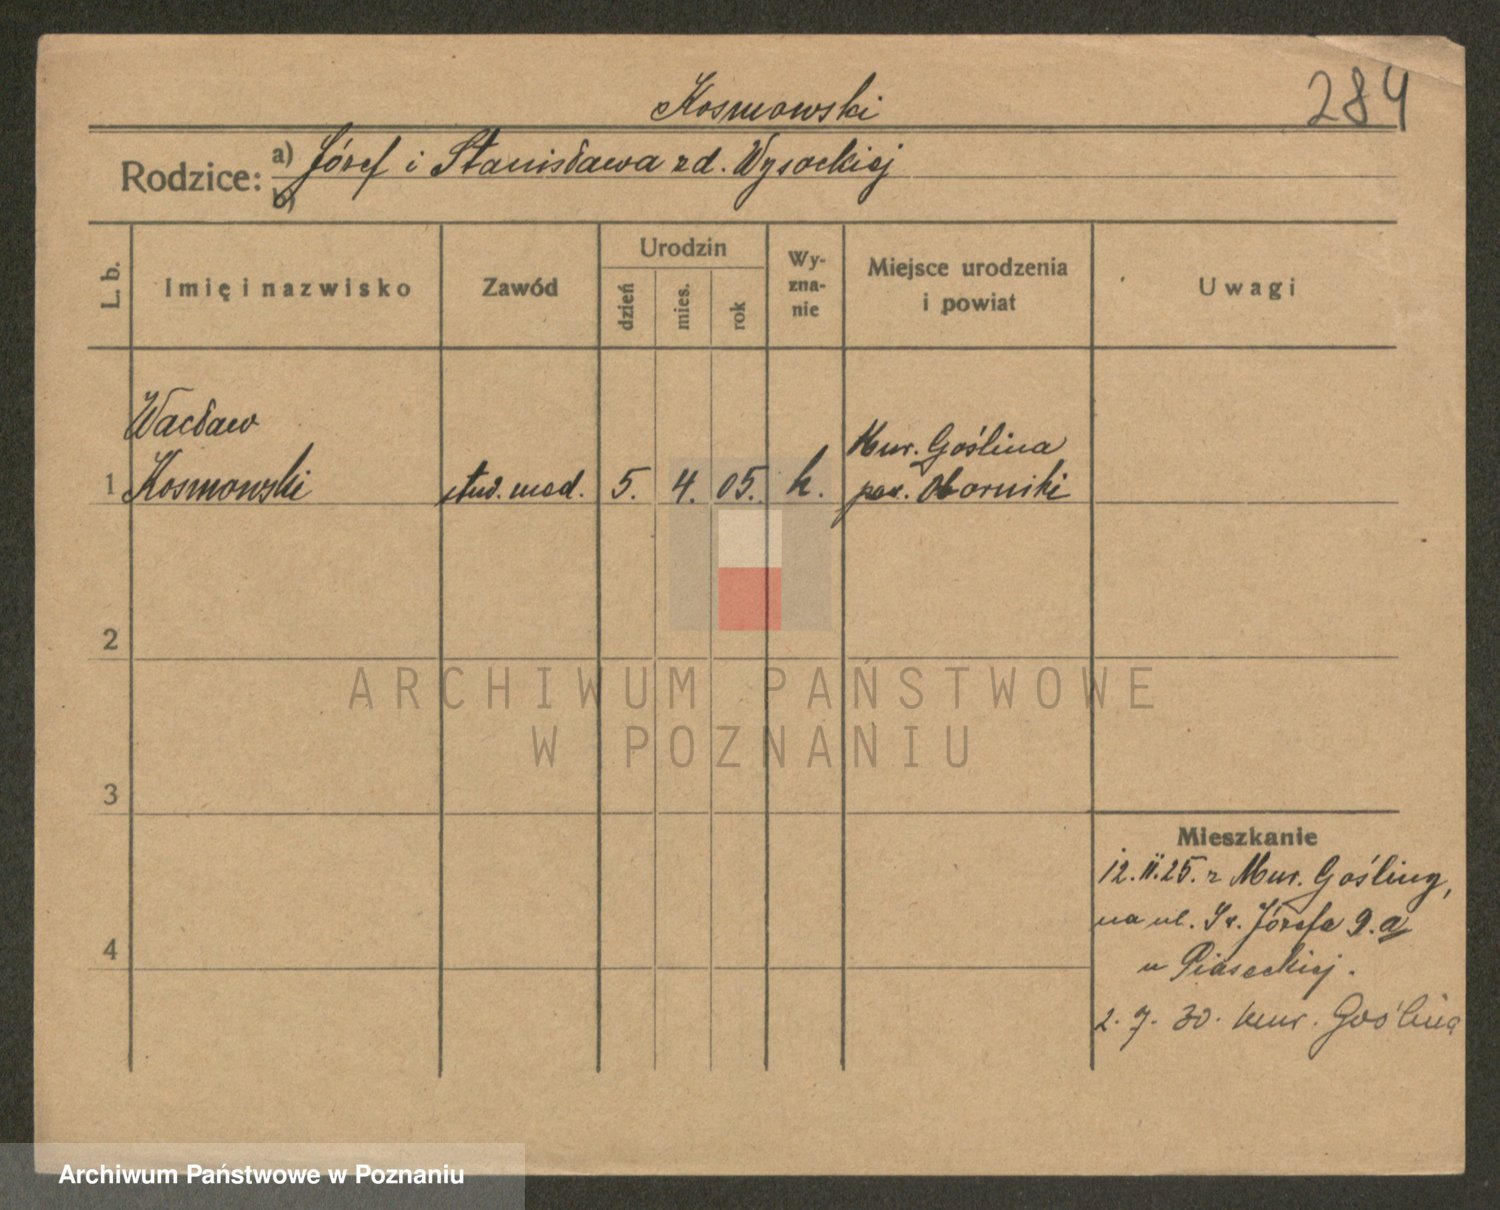 284
Kosmowski
Rodzice: a) Józef i Stanisława z d. Wysockiej
b)
L. b.
Imię i nazwisko
Zawód
Urodzin
dzień
mies.
rok
Wy-
zna-
nie
Miejsce urodzenia
i powiat
Uwagi
Wacław
Kosmowski
1
stud. med.
5.
4.
05.
k.
Mur. Goślina
pow. Oborniki
2
3
4
Mieszkanie
12.II.25. z Mur. Gośliny,
na ul. Św. Józefa 9.a
u Piaseckiej.
2. 7. 30. Mur. Goślina
ARCHIWUM PAŃSTWOWE
W POZNANIU
Archiwum Państwowe w Poznaniu